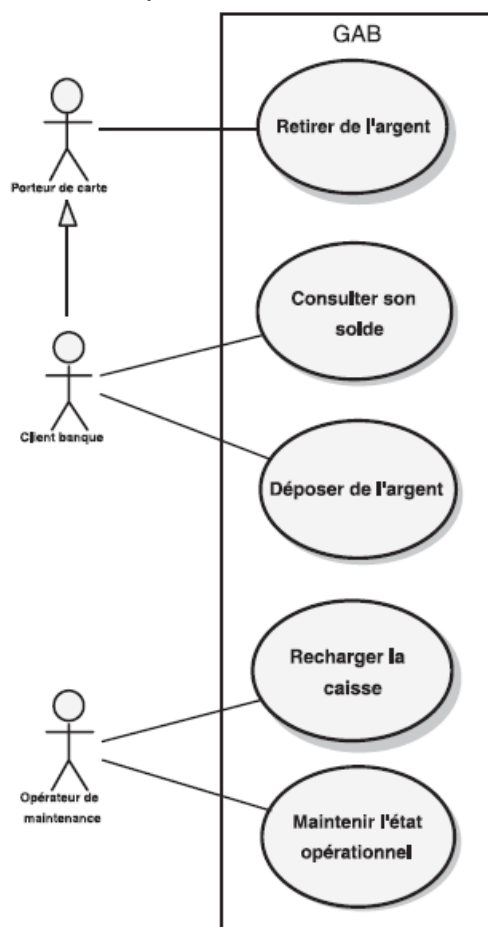 GAB
Retirer de l'argent
Porteur de carte
Consulter son
solde
Client banque
Déposer de l'argent
Recharger la
caisse
Opérateur de
maintenance
Maintenir l'état
opérationnel